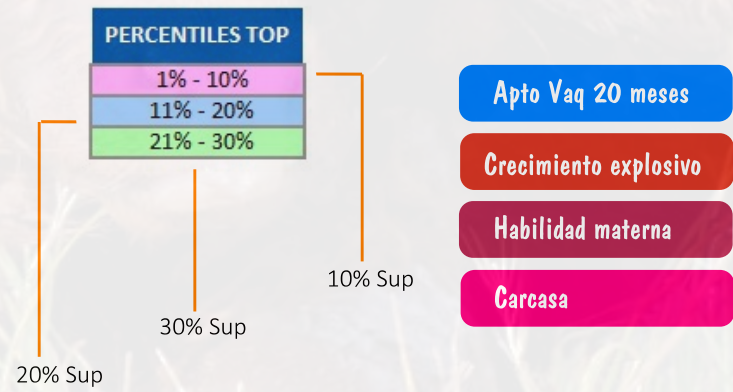 PERCENTILES TOP
1% - 10%
11% - 20%
21% - 30%
10% Sup
30% Sup
20% Sup
Apto Vaq 20 meses
Crecimiento explosivo
Habilidad materna
Carcasa